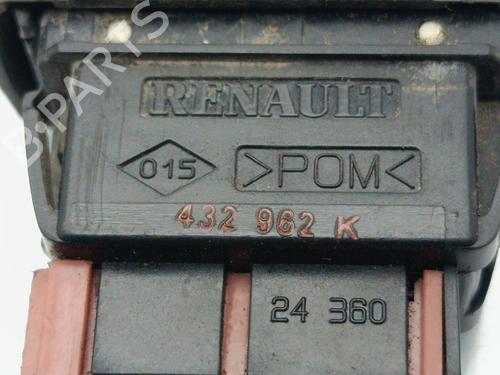 B·PARTS
RENAULT
015 >POM<
432 962 K
24 360